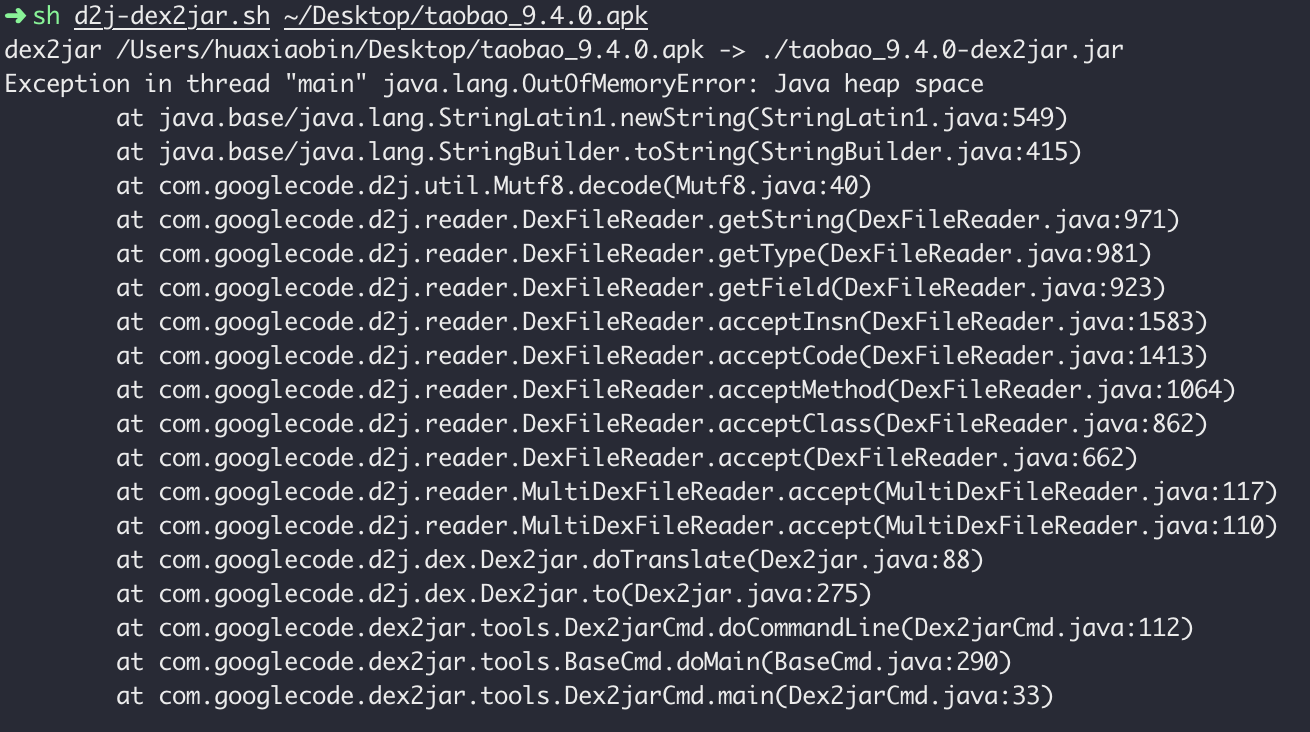 ➜ sh d2j-dex2jar.sh ~/Desktop/taobao_9.4.0.apk
dex2jar /Users/huaxiaobin/Desktop/taobao_9.4.0.apk -> ./taobao_9.4.0-dex2jar.jar
Exception in thread "main" java.lang.OutOfMemoryError: Java heap space
        at java.base/java.lang.StringLatin1.newString(StringLatin1.java:549)
        at java.base/java.lang.StringBuilder.toString(StringBuilder.java:415)
        at com.googlecode.d2j.util.Mutf8.decode(Mutf8.java:40)
        at com.googlecode.d2j.reader.DexFileReader.getString(DexFileReader.java:971)
        at com.googlecode.d2j.reader.DexFileReader.getType(DexFileReader.java:981)
        at com.googlecode.d2j.reader.DexFileReader.getField(DexFileReader.java:923)
        at com.googlecode.d2j.reader.DexFileReader.acceptInsn(DexFileReader.java:1583)
        at com.googlecode.d2j.reader.DexFileReader.acceptCode(DexFileReader.java:1413)
        at com.googlecode.d2j.reader.DexFileReader.acceptMethod(DexFileReader.java:1064)
        at com.googlecode.d2j.reader.DexFileReader.acceptClass(DexFileReader.java:862)
        at com.googlecode.d2j.reader.DexFileReader.accept(DexFileReader.java:662)
        at com.googlecode.d2j.reader.MultiDexFileReader.accept(MultiDexFileReader.java:117)
        at com.googlecode.d2j.reader.MultiDexFileReader.accept(MultiDexFileReader.java:110)
        at com.googlecode.d2j.dex.Dex2jar.doTranslate(Dex2jar.java:88)
        at com.googlecode.d2j.dex.Dex2jar.to(Dex2jar.java:275)
        at com.googlecode.dex2jar.tools.Dex2jarCmd.doCommandLine(Dex2jarCmd.java:112)
        at com.googlecode.dex2jar.tools.BaseCmd.doMain(BaseCmd.java:290)
        at com.googlecode.dex2jar.tools.Dex2jarCmd.main(Dex2jarCmd.java:33)